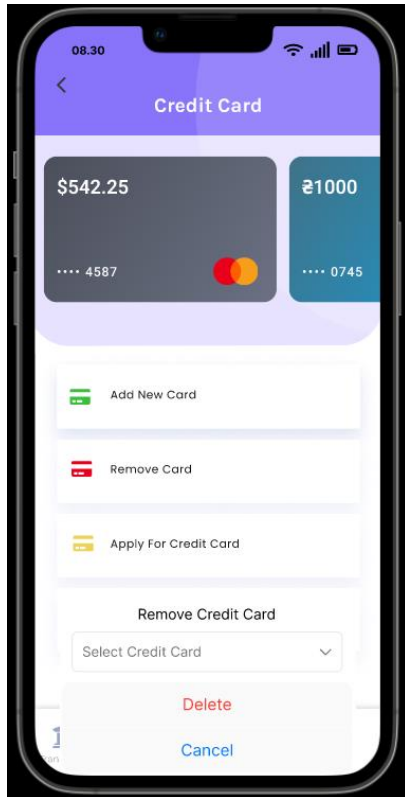 08.30
Credit Card
$542.25
₴1000
•••• 4587
•••• 0745
Add New Card
Remove Card
Apply For Credit Card
Remove Credit Card
Select Credit Card
Delete
Cancel